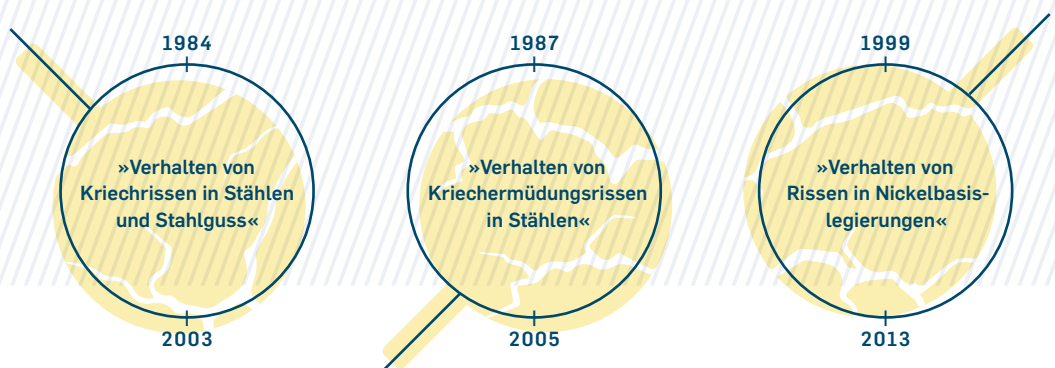 1984
»Verhalten von
Kriechrissen in Stählen
und Stahlguss«
2003
1987
»Verhalten von
Kriechermüdungsrissen
in Stählen«
2005
1999
»Verhalten von
Rissen in Nickelbasis-
legierungen«
2013